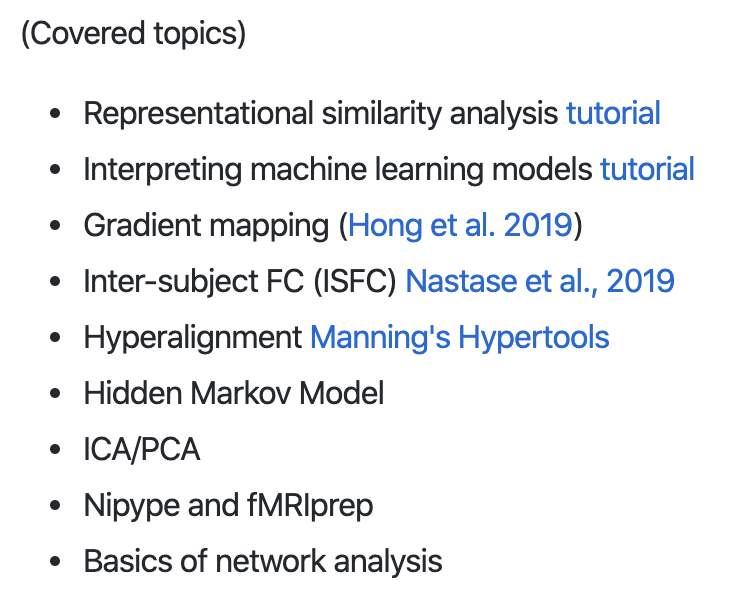 (Covered topics)
• Representational similarity analysis tutorial
• Interpreting machine learning models tutorial
• Gradient mapping (Hong et al. 2019)
• Inter-subject FC (ISFC) Nastase et al., 2019
• Hyperalignment Manning's Hypertools
• Hidden Markov Model
• ICA/PCA
• Nipype and fMRIprep
• Basics of network analysis